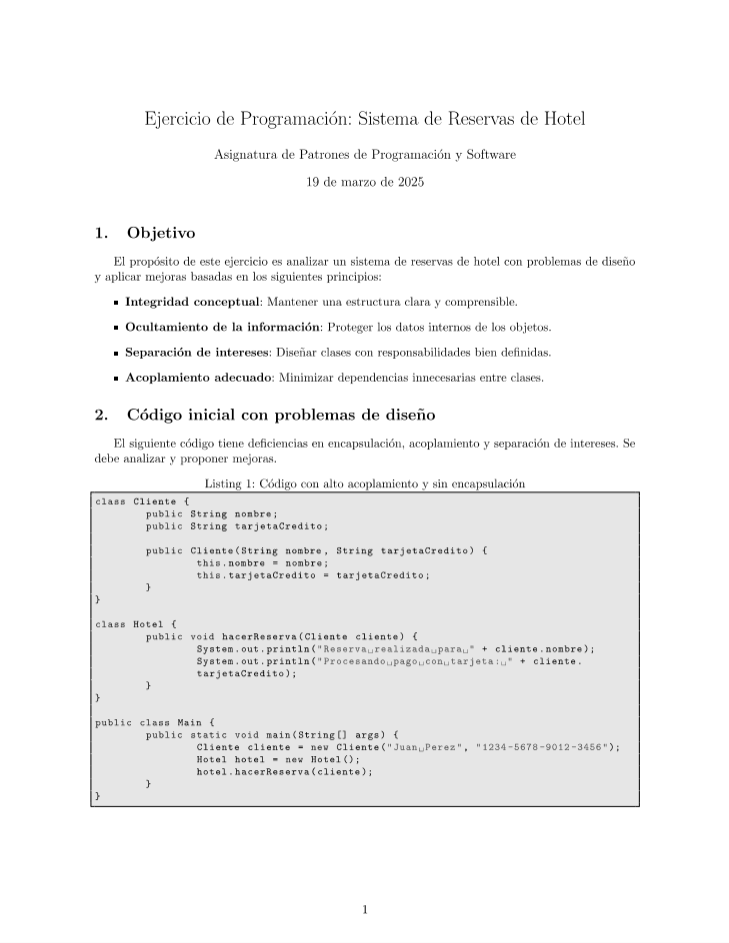 Ejercicio de Programación: Sistema de Reservas de Hotel
Asignatura de Patrones de Programación y Software
19 de marzo de 2025
1. Objetivo
El propósito de este ejercicio es analizar un sistema de reservas de hotel con problemas de diseño
y aplicar mejoras basadas en los siguientes principios:
▪ Integridad conceptual: Mantener una estructura clara y comprensible.
▪ Ocultamiento de la información: Proteger los datos internos de los objetos.
▪ Separación de intereses: Diseñar clases con responsabilidades bien definidas.
▪ Acoplamiento adecuado: Minimizar dependencias innecesarias entre clases.
2. Código inicial con problemas de diseño
El siguiente código tiene deficiencias en encapsulación, acoplamiento y separación de intereses. Se
debe analizar y proponer mejoras.
Listing 1: Código con alto acoplamiento y sin encapsulación
class Cliente {
public String nombre;
public String tarjetaCredito;
public Cliente(String nombre, String tarjetaCredito) {
this.nombre = nombre;
this.tarjetaCredito = tarjetaCredito;
}
}
class Hotel {
public void hacerReserva(Cliente cliente) {
System.out.println("Reserva␣realizada␣para␣" + cliente.nombre);
System.out.println("Procesando␣pago␣con␣tarjeta:␣" + cliente.
tarjetaCredito);
}
}
public class Main {
public static void main(String[] args) {
Cliente cliente = new Cliente("Juan␣Perez", "1234-5678-9012-3456");
Hotel hotel = new Hotel();
hotel.hacerReserva(cliente);
}
}
1